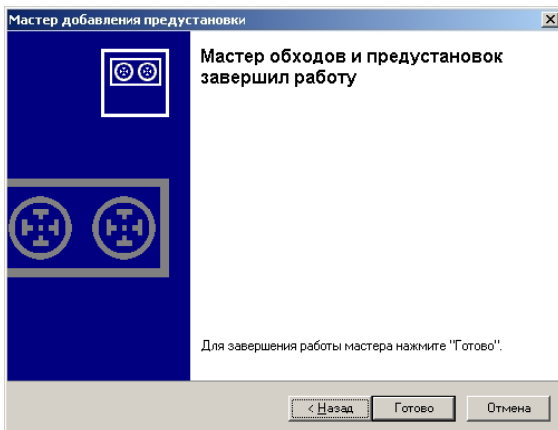 Мастер добавления предустановки
Мастер обходов и предустановок
завершил работу
Для завершения работы мастера нажмите "Готово".
< Назад
Готово
Отмена